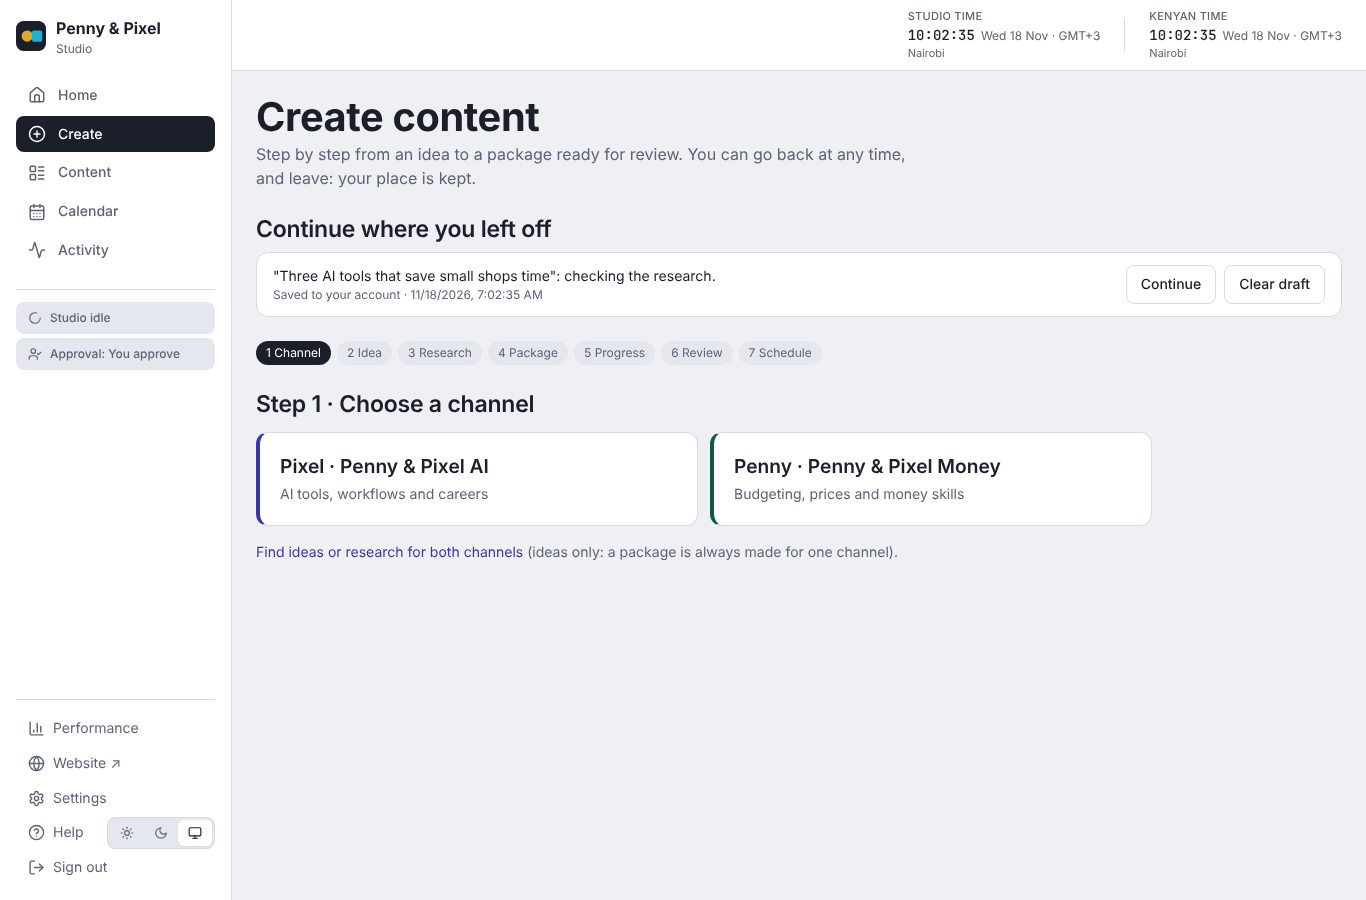 Penny & Pixel
Studio
Home
Create
Content
Calendar
Activity
Studio idle
Approval: You approve
Performance
Website ↗
Settings
Help
Sign out
STUDIO TIME
10:02:35 Wed 18 Nov · GMT+3
Nairobi
KENYAN TIME
10:02:35 Wed 18 Nov · GMT+3
Nairobi
Create content
Step by step from an idea to a package ready for review. You can go back at any time,
and leave: your place is kept.
Continue where you left off
"Three AI tools that save small shops time": checking the research.
Saved to your account · 11/18/2026, 7:02:35 AM
Continue
Clear draft
1 Channel
2 Idea
3 Research
4 Package
5 Progress
6 Review
7 Schedule
Step 1 · Choose a channel
Pixel · Penny & Pixel AI
AI tools, workflows and careers
Penny · Penny & Pixel Money
Budgeting, prices and money skills
Find ideas or research for both channels (ideas only: a package is always made for one channel).